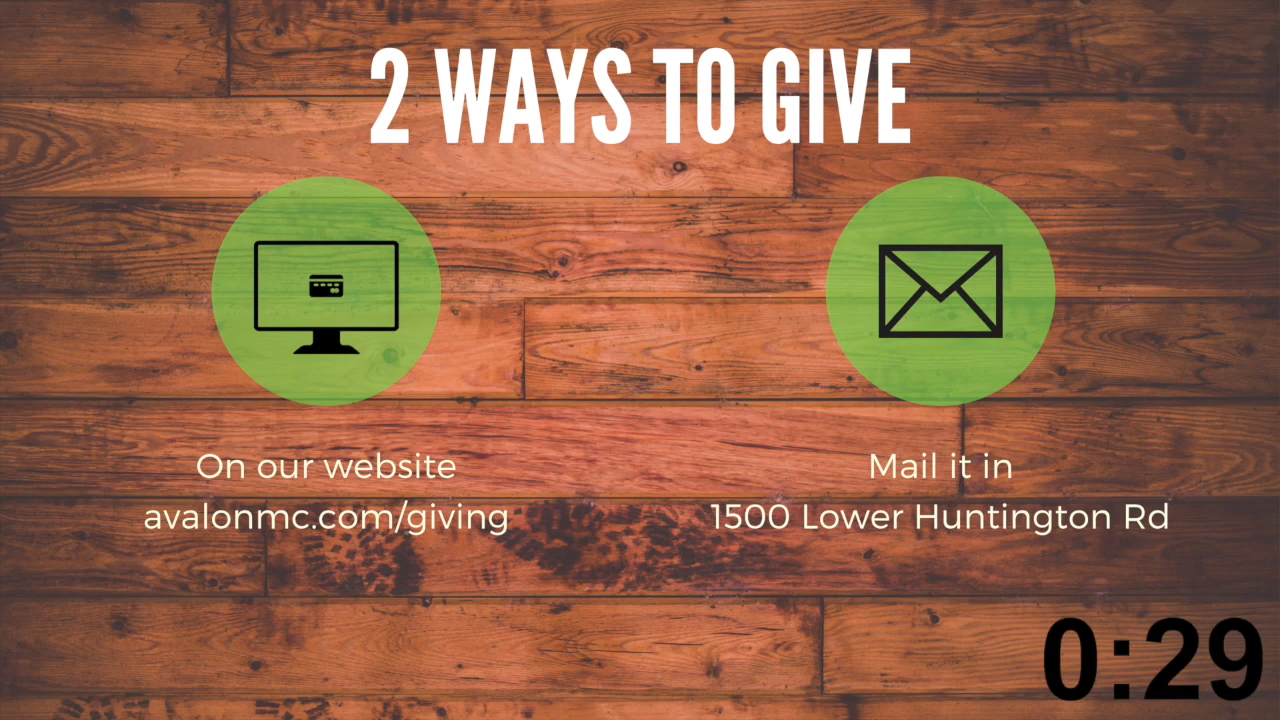 2 WAYS TO GIVE
On our website
avalonmc.com/giving
Mail it in
1500 Lower Huntington Rd
0:29